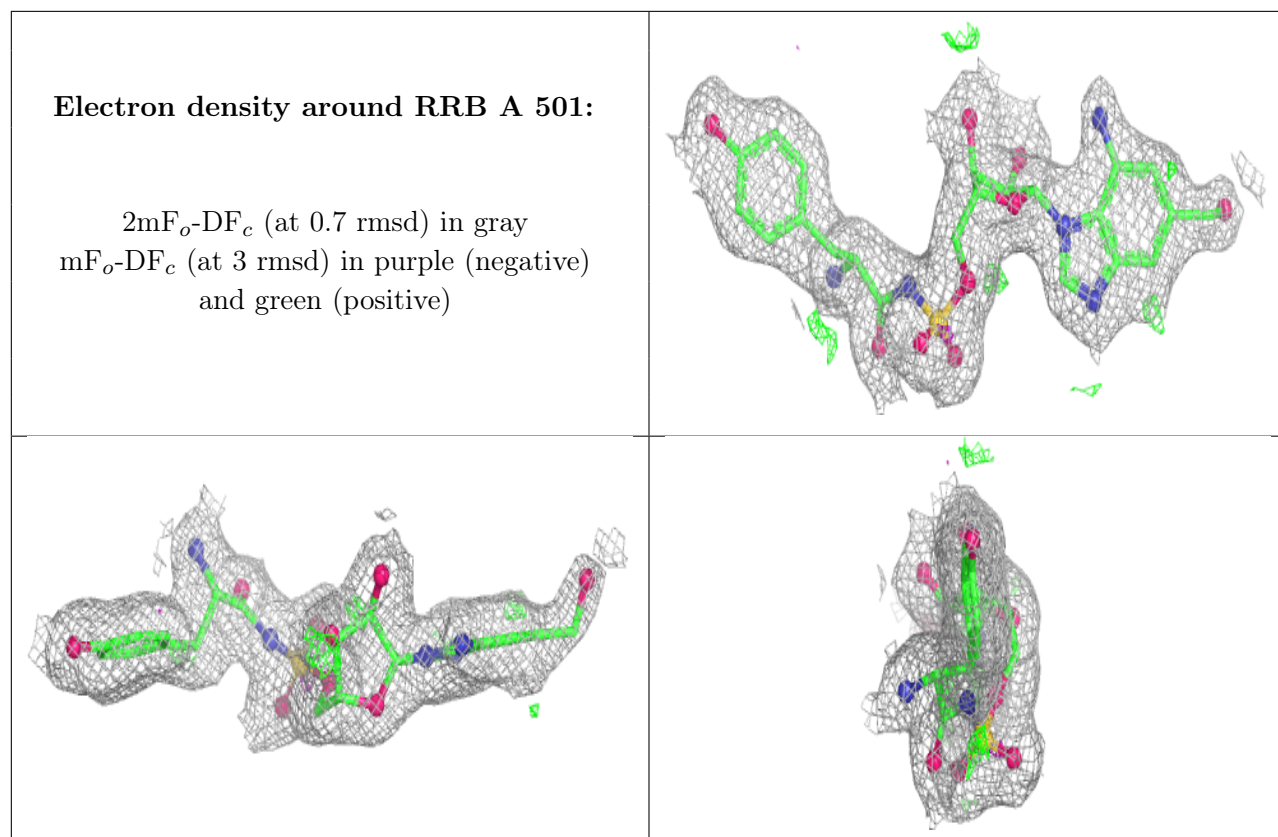 Electron density around RRB A 501:
2mFo-DFc (at 0.7 rmsd) in gray
mFo-DFc (at 3 rmsd) in purple (negative)
and green (positive)